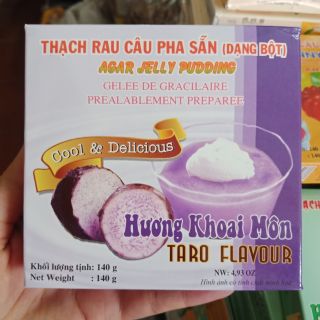 THẠCH RAU CÂU PHA SẴN (DẠNG BỘT)
AGAR JELLY PUDDING
GELEE DE GRACILAIRE
PREALABLEMENT PREPAREE
Cool & Delicious
Hương Khoai Môn
TARO FLAVOUR
Khối lượng tịnh: 140 g
Net Weight : 140 g
NW: 4,93 OZ
Hình ảnh có tính chất minh họa